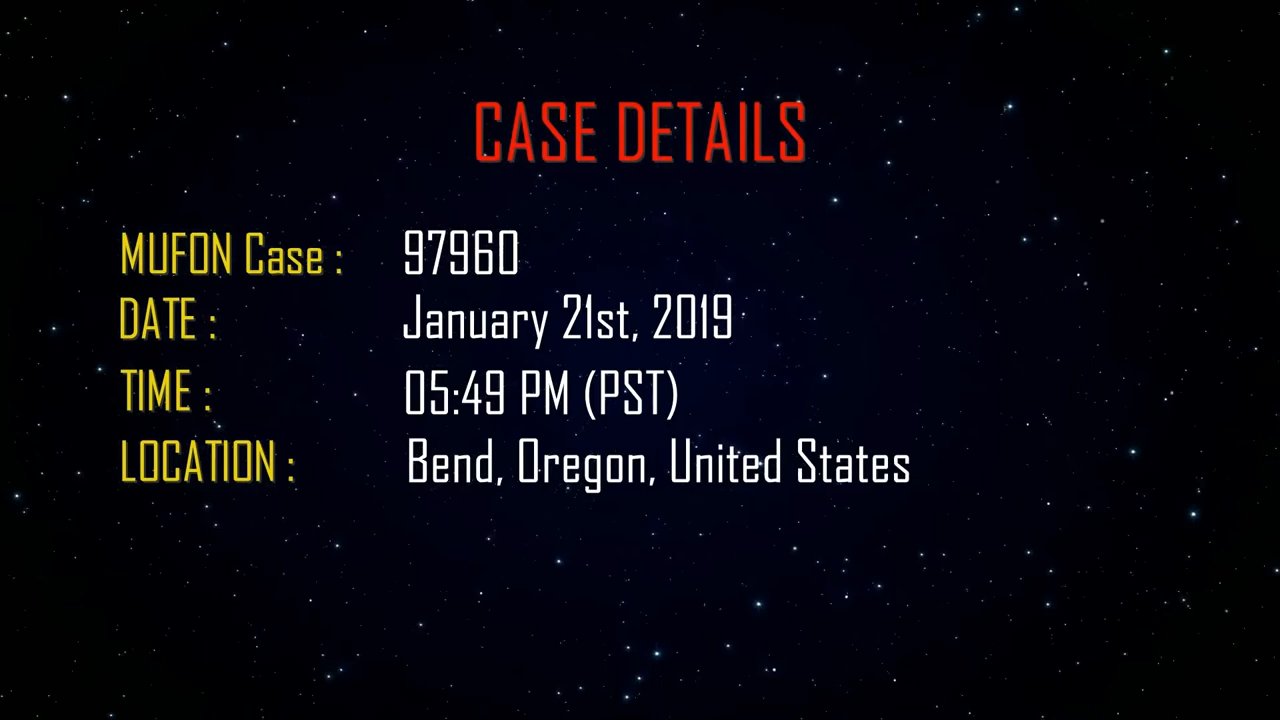 CASE DETAILS
MUFON Case : 97960
DATE : January 21st, 2019
TIME : 05:49 PM (PST)
LOCATION : Bend, Oregon, United States